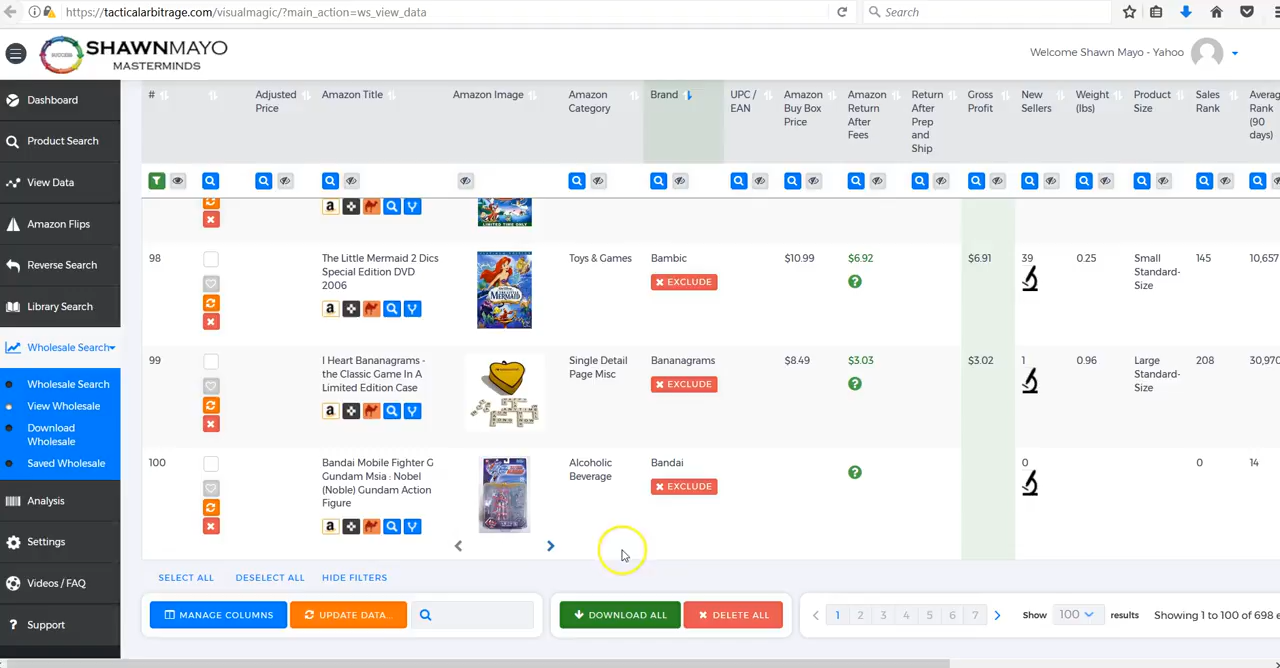 https://tacticalarbitrage.com/visualmagic/?main_action=ws_view_data
Search
SUCCESS
SHAWNMAYO
MASTERMINDS
Welcome Shawn Mayo - Yahoo
Dashboard
Product Search
View Data
Amazon Flips
Reverse Search
Library Search
Wholesale Search
Wholesale Search
View Wholesale
Download
Wholesale
Saved Wholesale
Analysis
Settings
Videos / FAQ
Support
#
Adjusted
Price
Amazon Title
Amazon Image
Amazon
Category
Brand
UPC /
EAN
Amazon
Buy Box
Price
Amazon
Return
After
Fees
Return
After
Prep
and
Ship
Gross
Profit
New
Sellers
Weight
(lbs)
Product
Size
Sales
Rank
Average
Rank
(90
days)
LIMITED TIME ONLY
98
The Little Mermaid 2 Dics
Special Edition DVD
2006
Toys & Games
Bambic
EXCLUDE
$10.99
$6.92
$6.91
39
0.25
Small
Standard-
Size
145
10,657
99
I Heart Bananagrams -
the Classic Game In A
Limited Edition Case
Single Detail
Page Misc
Bananagrams
EXCLUDE
$8.49
$3.03
$3.02
1
0.96
Large
Standard-
Size
208
30,970
100
Bandai Mobile Fighter G
Gundam Msia : Nobel
(Noble) Gundam Action
Figure
Alcoholic
Beverage
Bandai
EXCLUDE
0
0
14
SELECT ALL
DESELECT ALL
HIDE FILTERS
MANAGE COLUMNS
UPDATE DATA...
DOWNLOAD ALL
DELETE ALL
1 2 3 4 5 6 7
Show 100 results
Showing 1 to 100 of 698 e